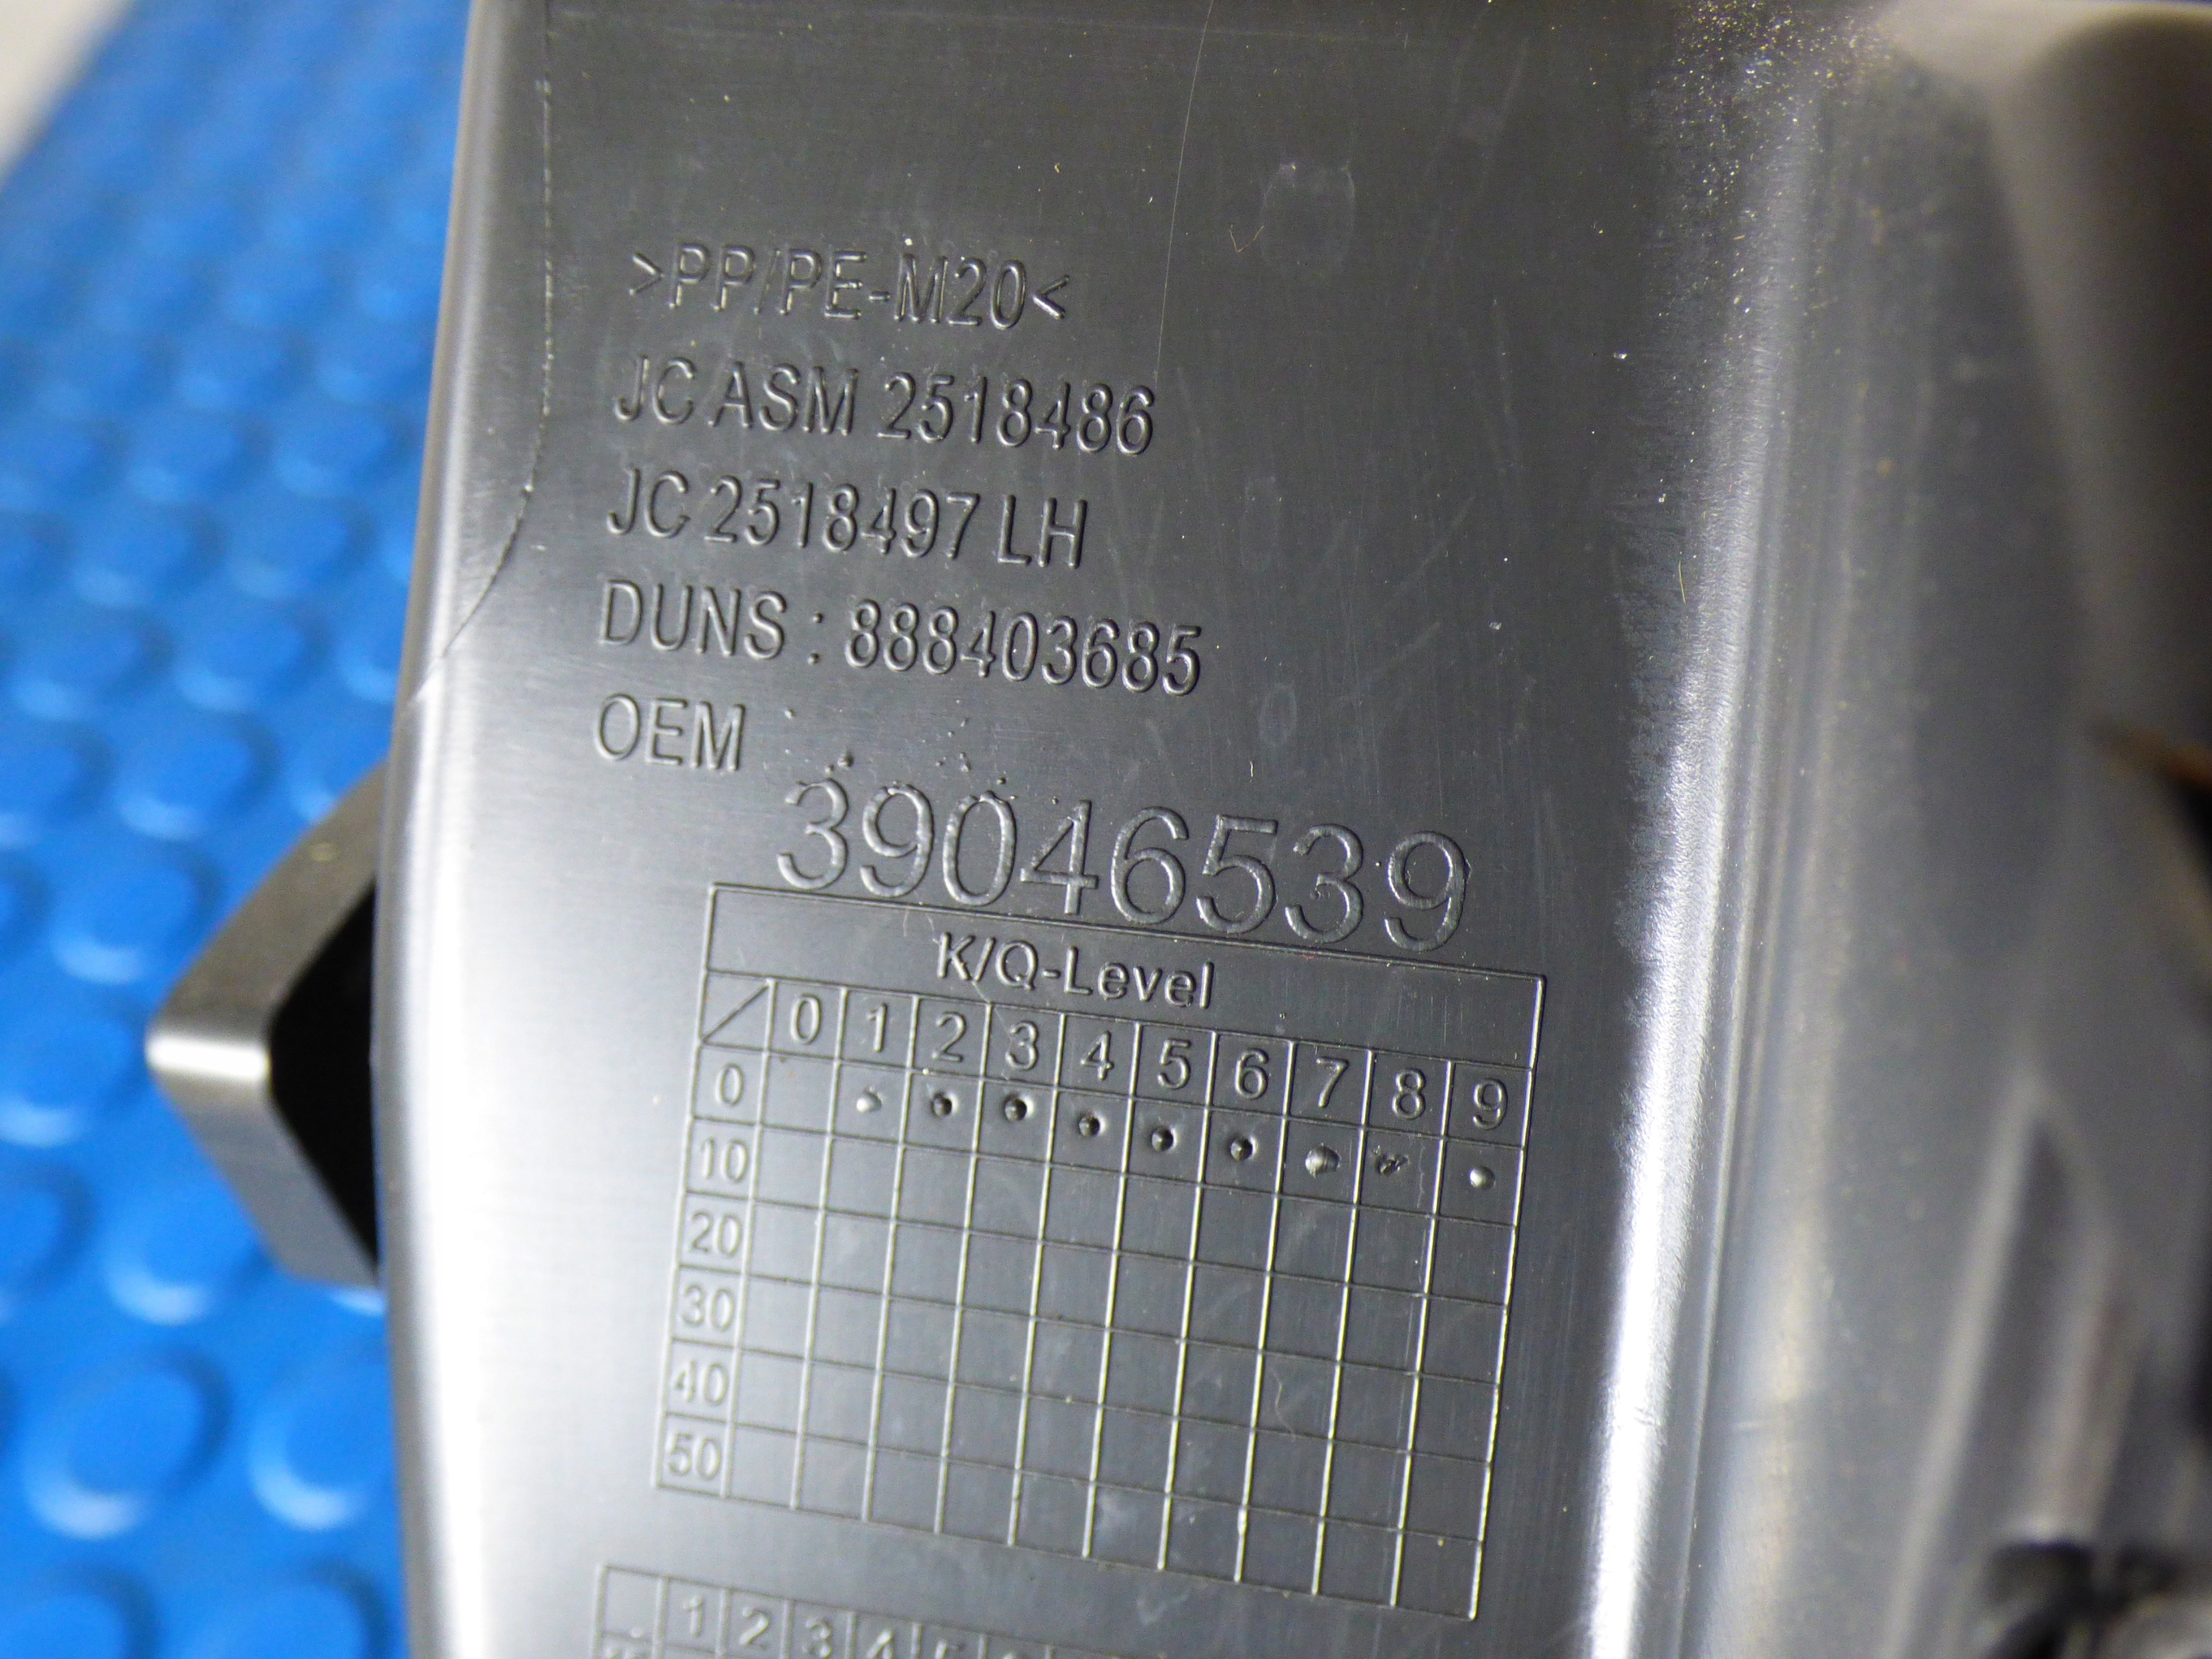 >PP/PE-M20<
JC ASM 2518486
JC 2518497 LH
DUNS : 888403685
OEM
39046539
K/Q-Level
0 1 2 3 4 5 6 7 8 9
0
10
20
30
40
50
1 2 3 4 5